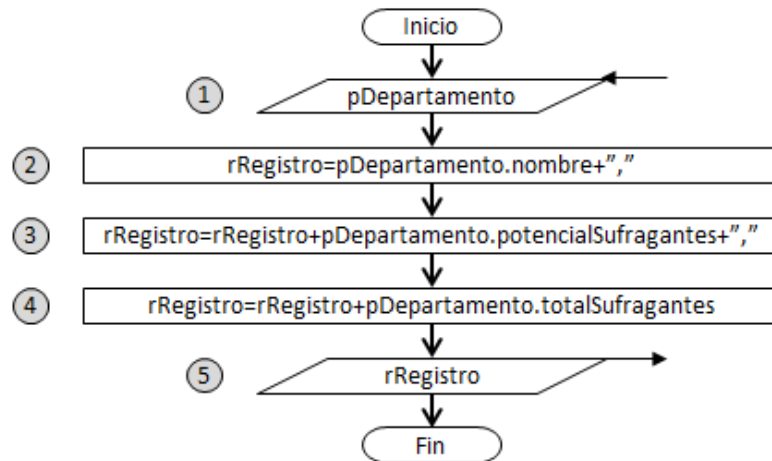 Inicio
1
pDepartamento
2
rRegistro=pDepartamento.nombre+”,”
3
rRegistro=rRegistro+pDepartamento.potencialSufragantes+”,”
4
rRegistro=rRegistro+pDepartamento.totalSufragantes
5
rRegistro
Fin